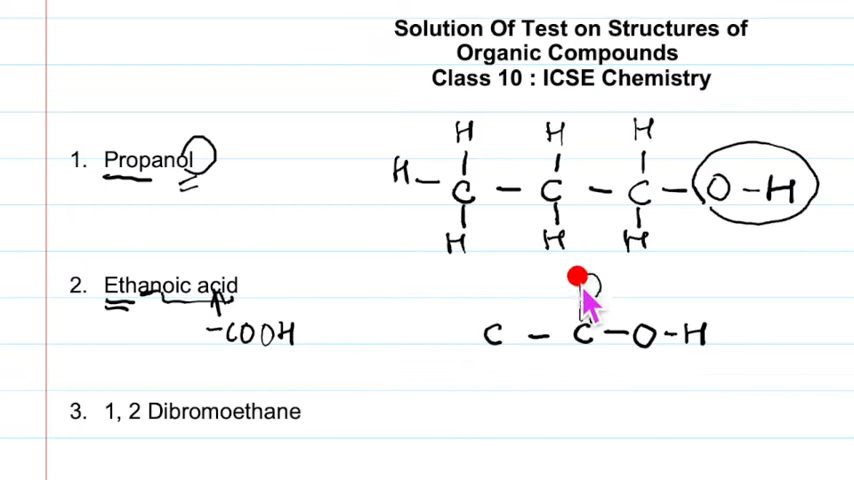 Solution Of Test on Structures of
Organic Compounds
Class 10 : ICSE Chemistry
H H H
1. Propanol H – C – C – C – O – H
H H H
2. Ethanoic acid
–COOH C – C – O – H
3. 1, 2 Dibromoethane